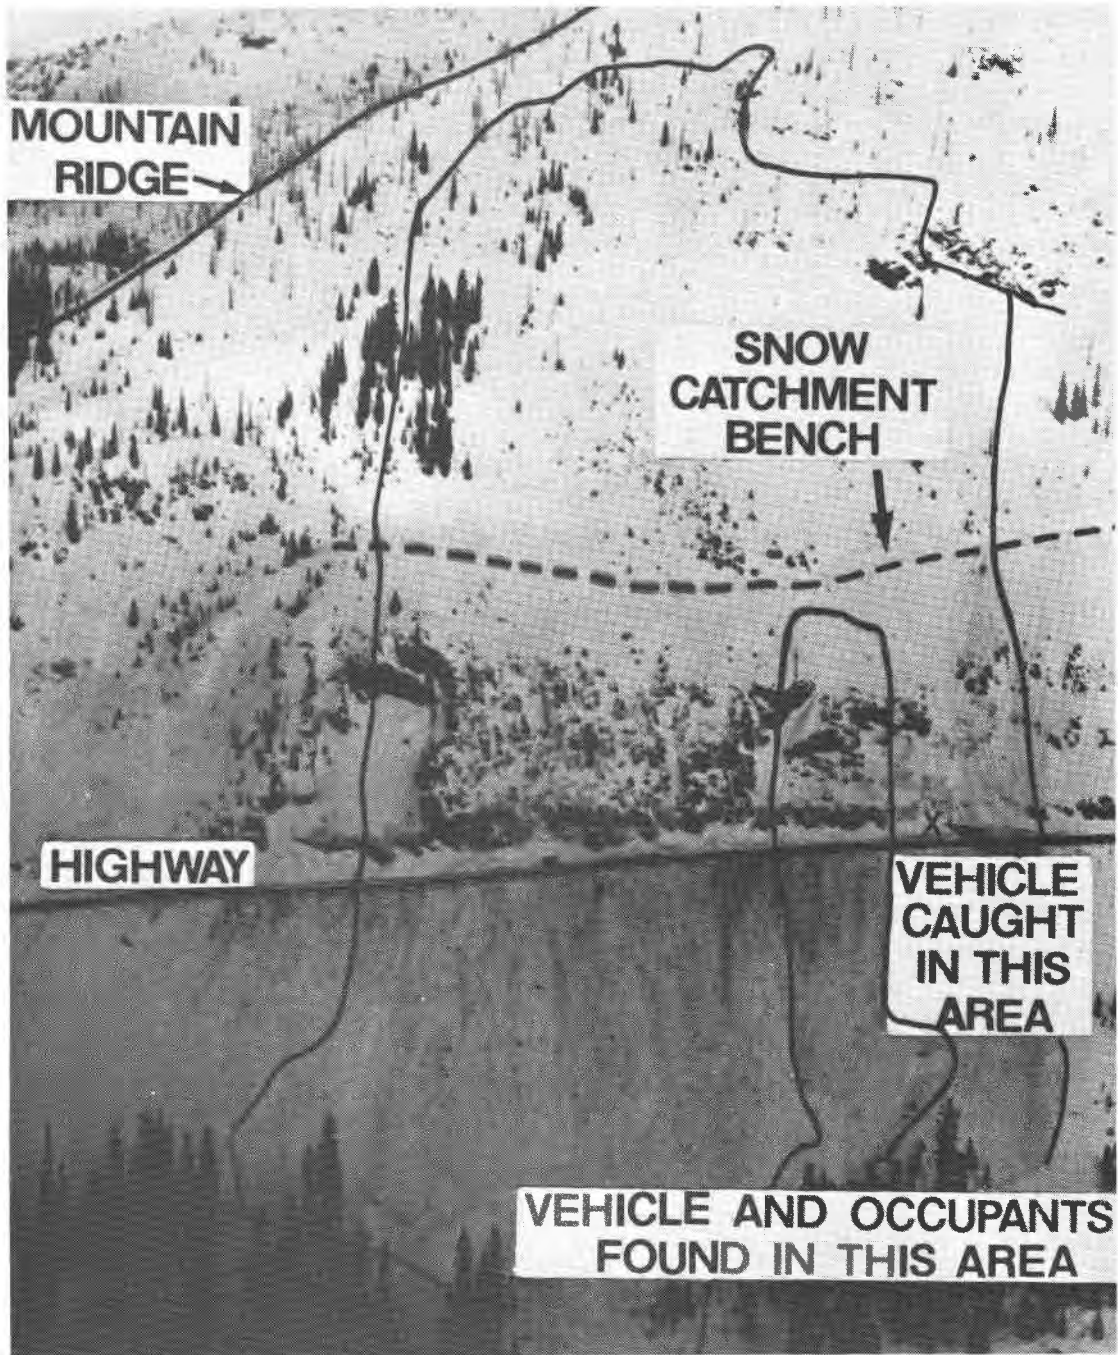 MOUNTAIN
RIDGE
SNOW
CATCHMENT
BENCH
HIGHWAY
X
VEHICLE
CAUGHT
IN THIS
AREA
VEHICLE AND OCCUPANTS
FOUND IN THIS AREA